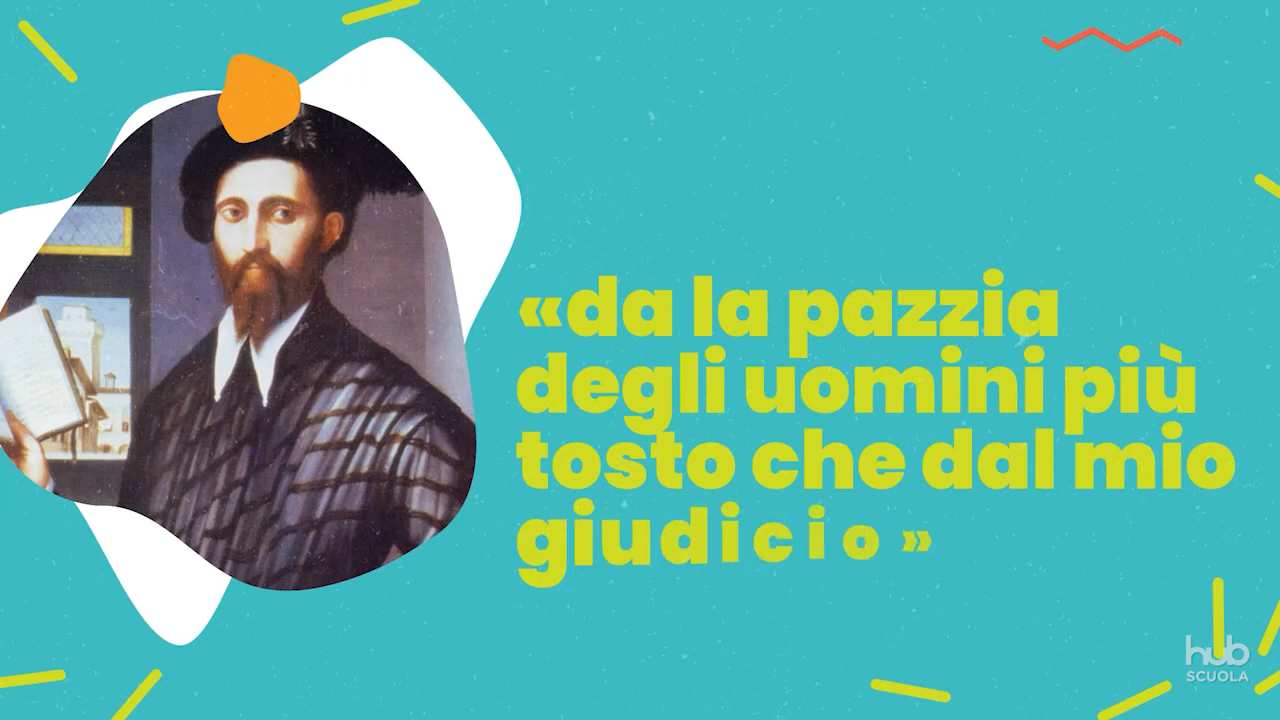 «da la pazzia
degli uomini più
tosto che dal mio
giudicio »
hub
SCUOLA